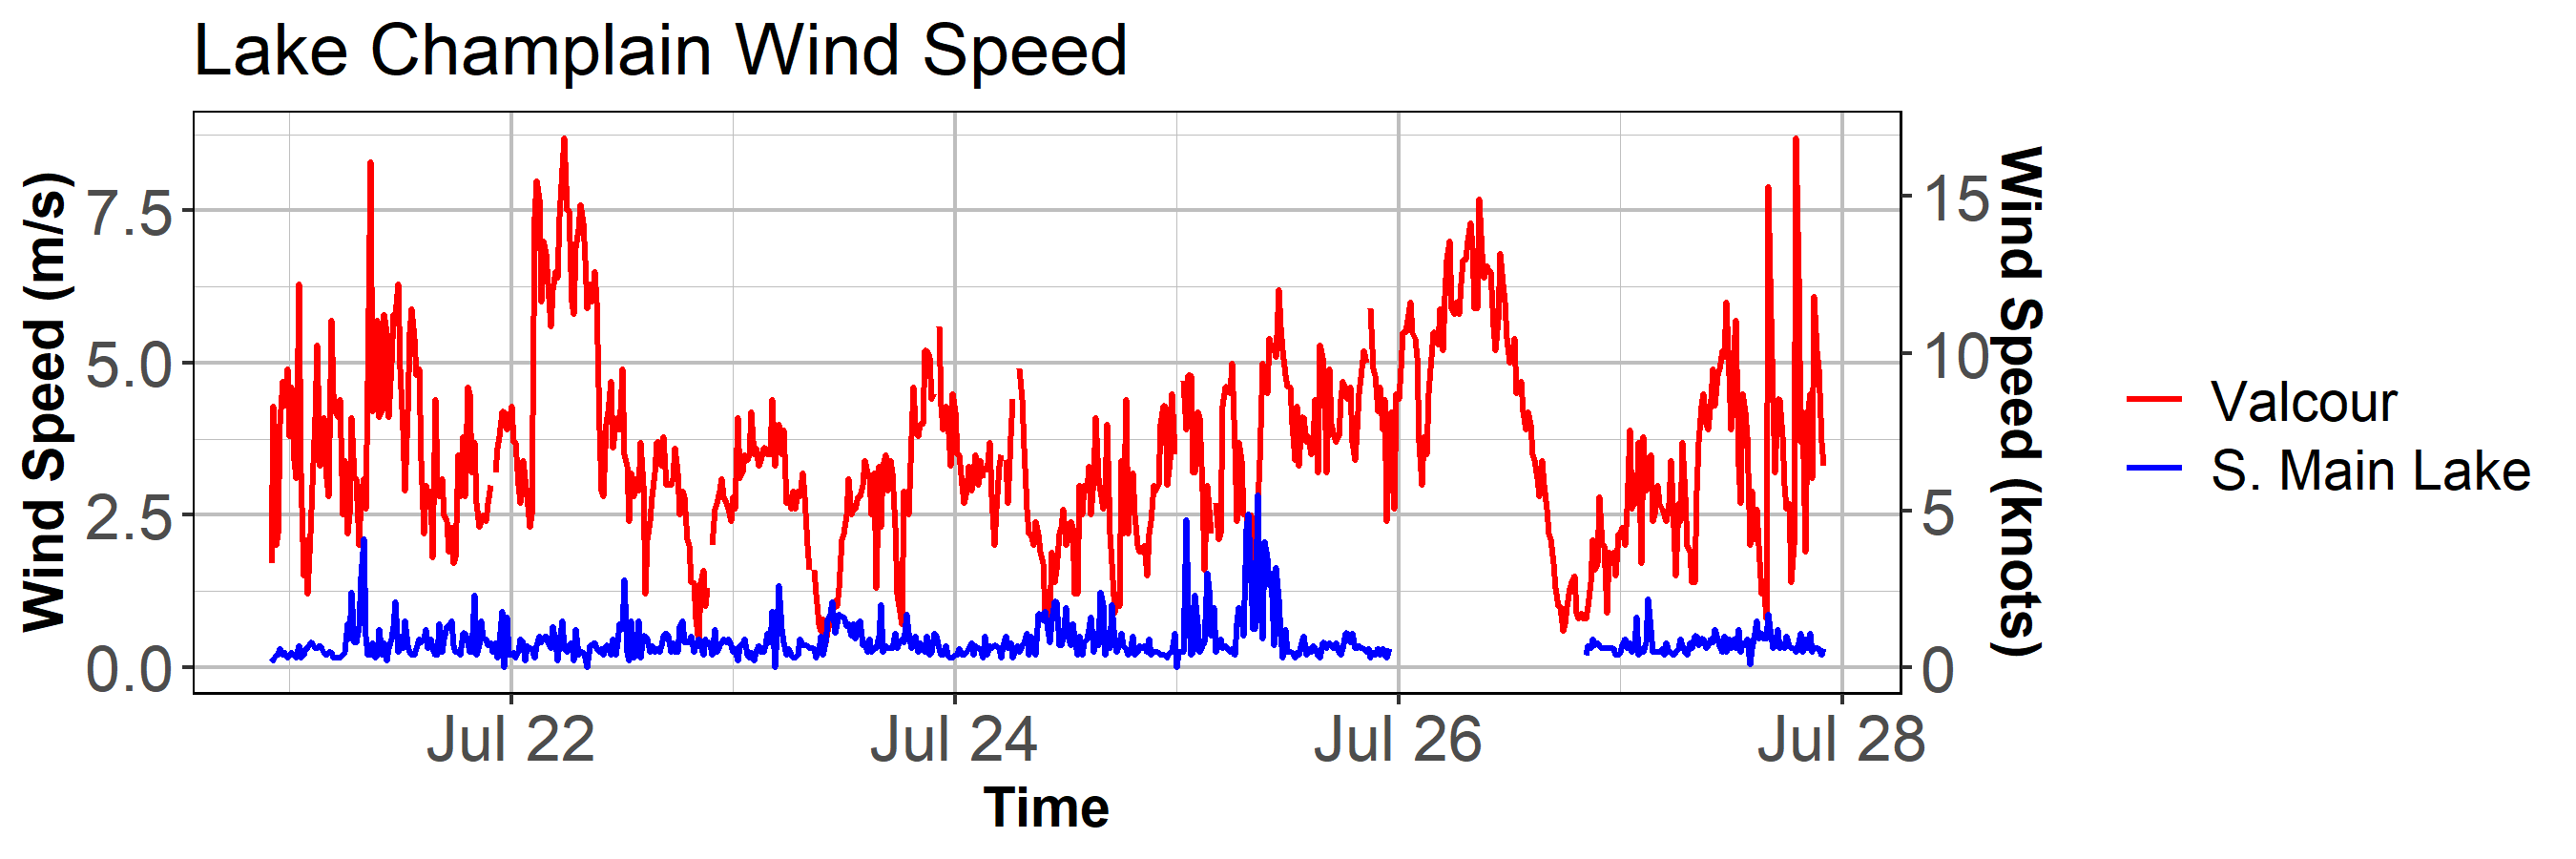 Lake Champlain Wind Speed
Wind Speed (m/s)
7.5
5.0
2.5
0.0
15
10
5
0
Wind Speed (knots)
Jul 22
Jul 24
Jul 26
Jul 28
Time
Valcour
S. Main Lake